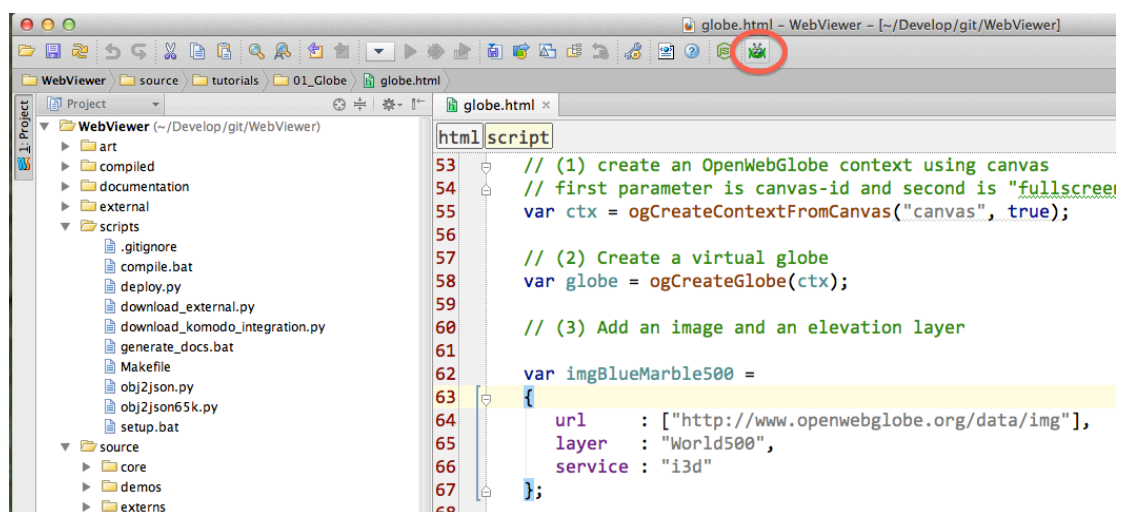 globe.html – WebViewer – [~/Develop/git/WebViewer]
WebViewer source tutorials 01_Globe globe.html
1: Project
Project
WebViewer (~/Develop/git/WebViewer)
art
compiled
documentation
external
scripts
.gitignore
compile.bat
deploy.py
download_external.py
download_komodo_integration.py
generate_docs.bat
Makefile
obj2json.py
obj2json65k.py
setup.bat
source
core
demos
externs
globe.html ×
html script
53 // (1) create an OpenWebGlobe context using canvas
54 // first parameter is canvas-id and second is "fullscreen
55 var ctx = ogCreateContextFromCanvas("canvas", true);
56
57 // (2) Create a virtual globe
58 var globe = ogCreateGlobe(ctx);
59
60 // (3) Add an image and an elevation layer
61
62 var imgBlueMarble500 =
63 {
64 url : ["http://www.openwebglobe.org/data/img"],
65 layer : "World500",
66 service : "i3d"
67 };
68